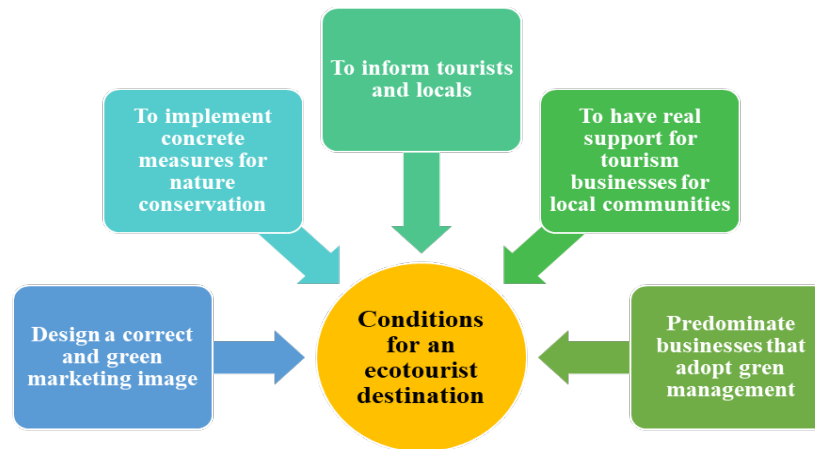 To inform tourists
and locals
To implement
concrete
measures for
nature
conservation
To have real
support for
tourism
businesses for
local communities
Design a correct
and green
marketing image
Conditions
for an
ecotourist
destination
Predominate
businesses that
adopt gren
management